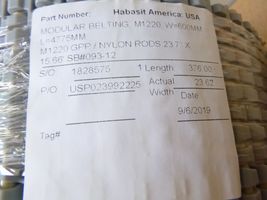 Part Number: Habasit America: USA
MODULAR BELTING, M1220, W=600MM
L=4775MM
M1220 GPP / NYLON RODS 23.7" X
15.66 SB#093-12
S/O 1828575 1 Length 376.00
P/O USP023992225 Actual 23.62
Width Date
9/6/2019
Tag#